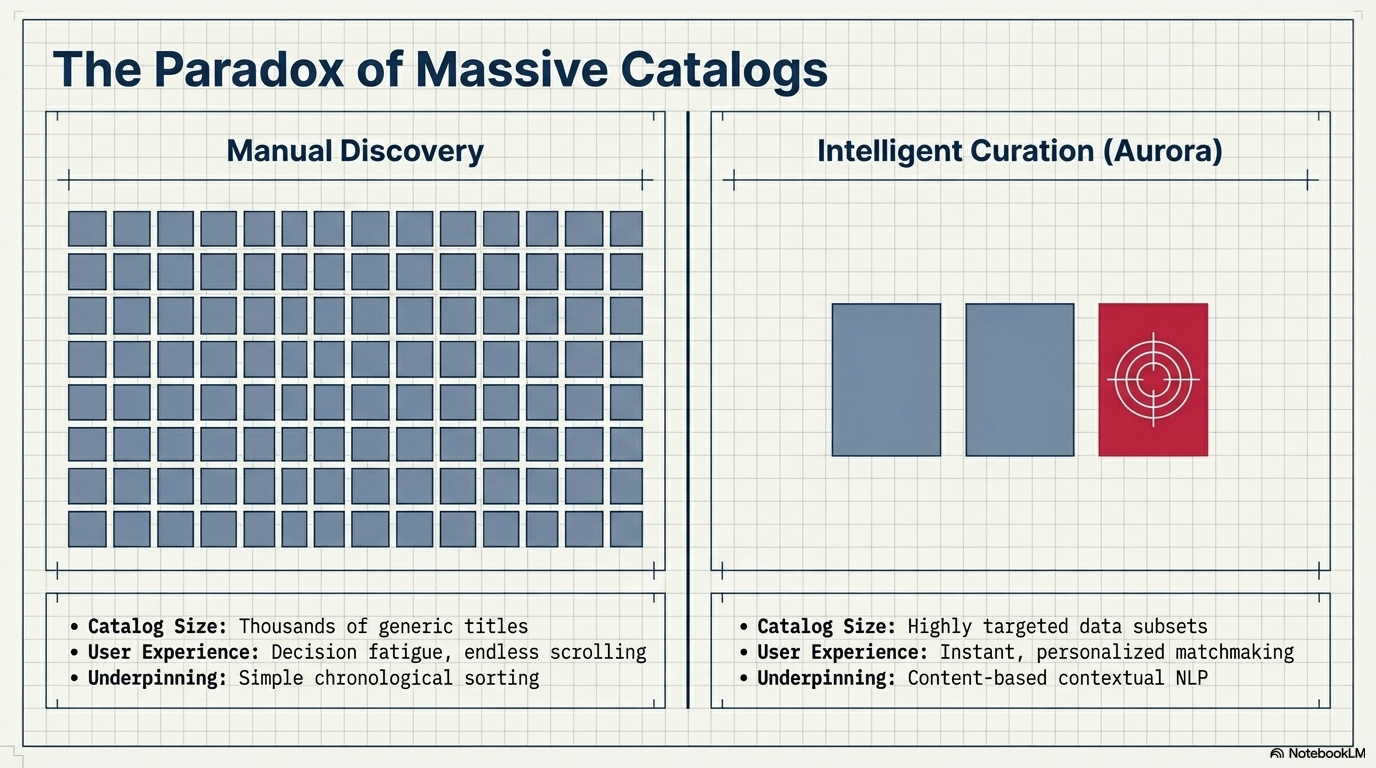 The Paradox of Massive Catalogs
Manual Discovery
• Catalog Size: Thousands of generic titles
• User Experience: Decision fatigue, endless scrolling
• Underpinning: Simple chronological sorting
Intelligent Curation (Aurora)
• Catalog Size: Highly targeted data subsets
• User Experience: Instant, personalized matchmaking
• Underpinning: Content-based contextual NLP
NotebookLM